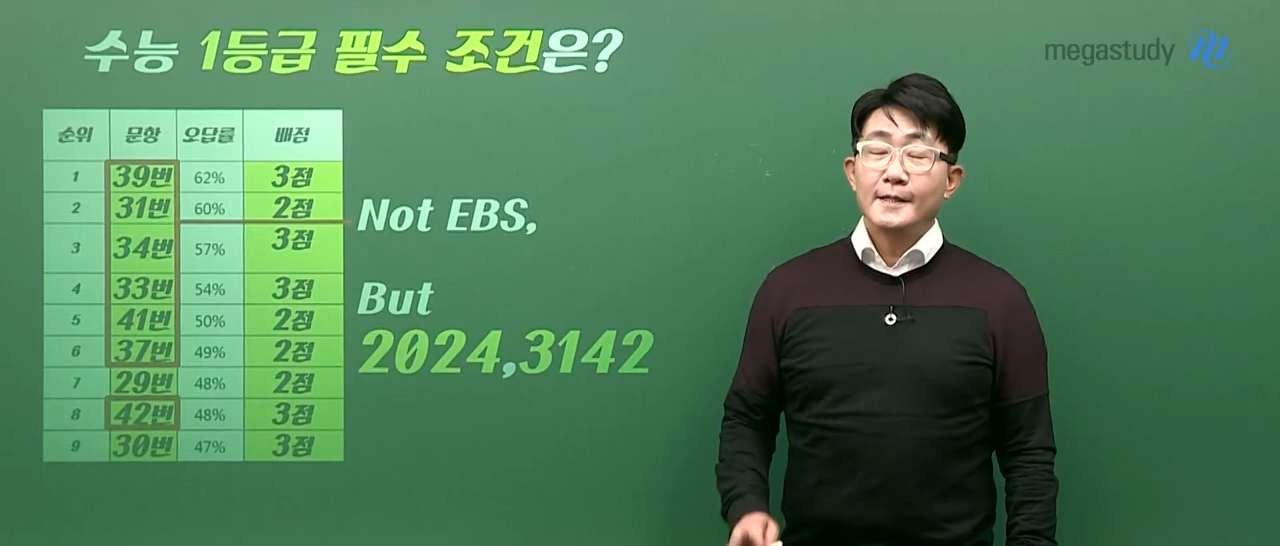 수능 1등급 필수 조건은?
megastudy
순위 문항 오답률 배점
1 39번 62% 3점
2 31번 60% 2점
3 34번 57% 3점
4 33번 54% 3점
5 41번 50% 2점
6 37번 49% 2점
7 29번 48% 2점
8 42번 48% 3점
9 30번 47% 3점
Not EBS,
But
2024,3142